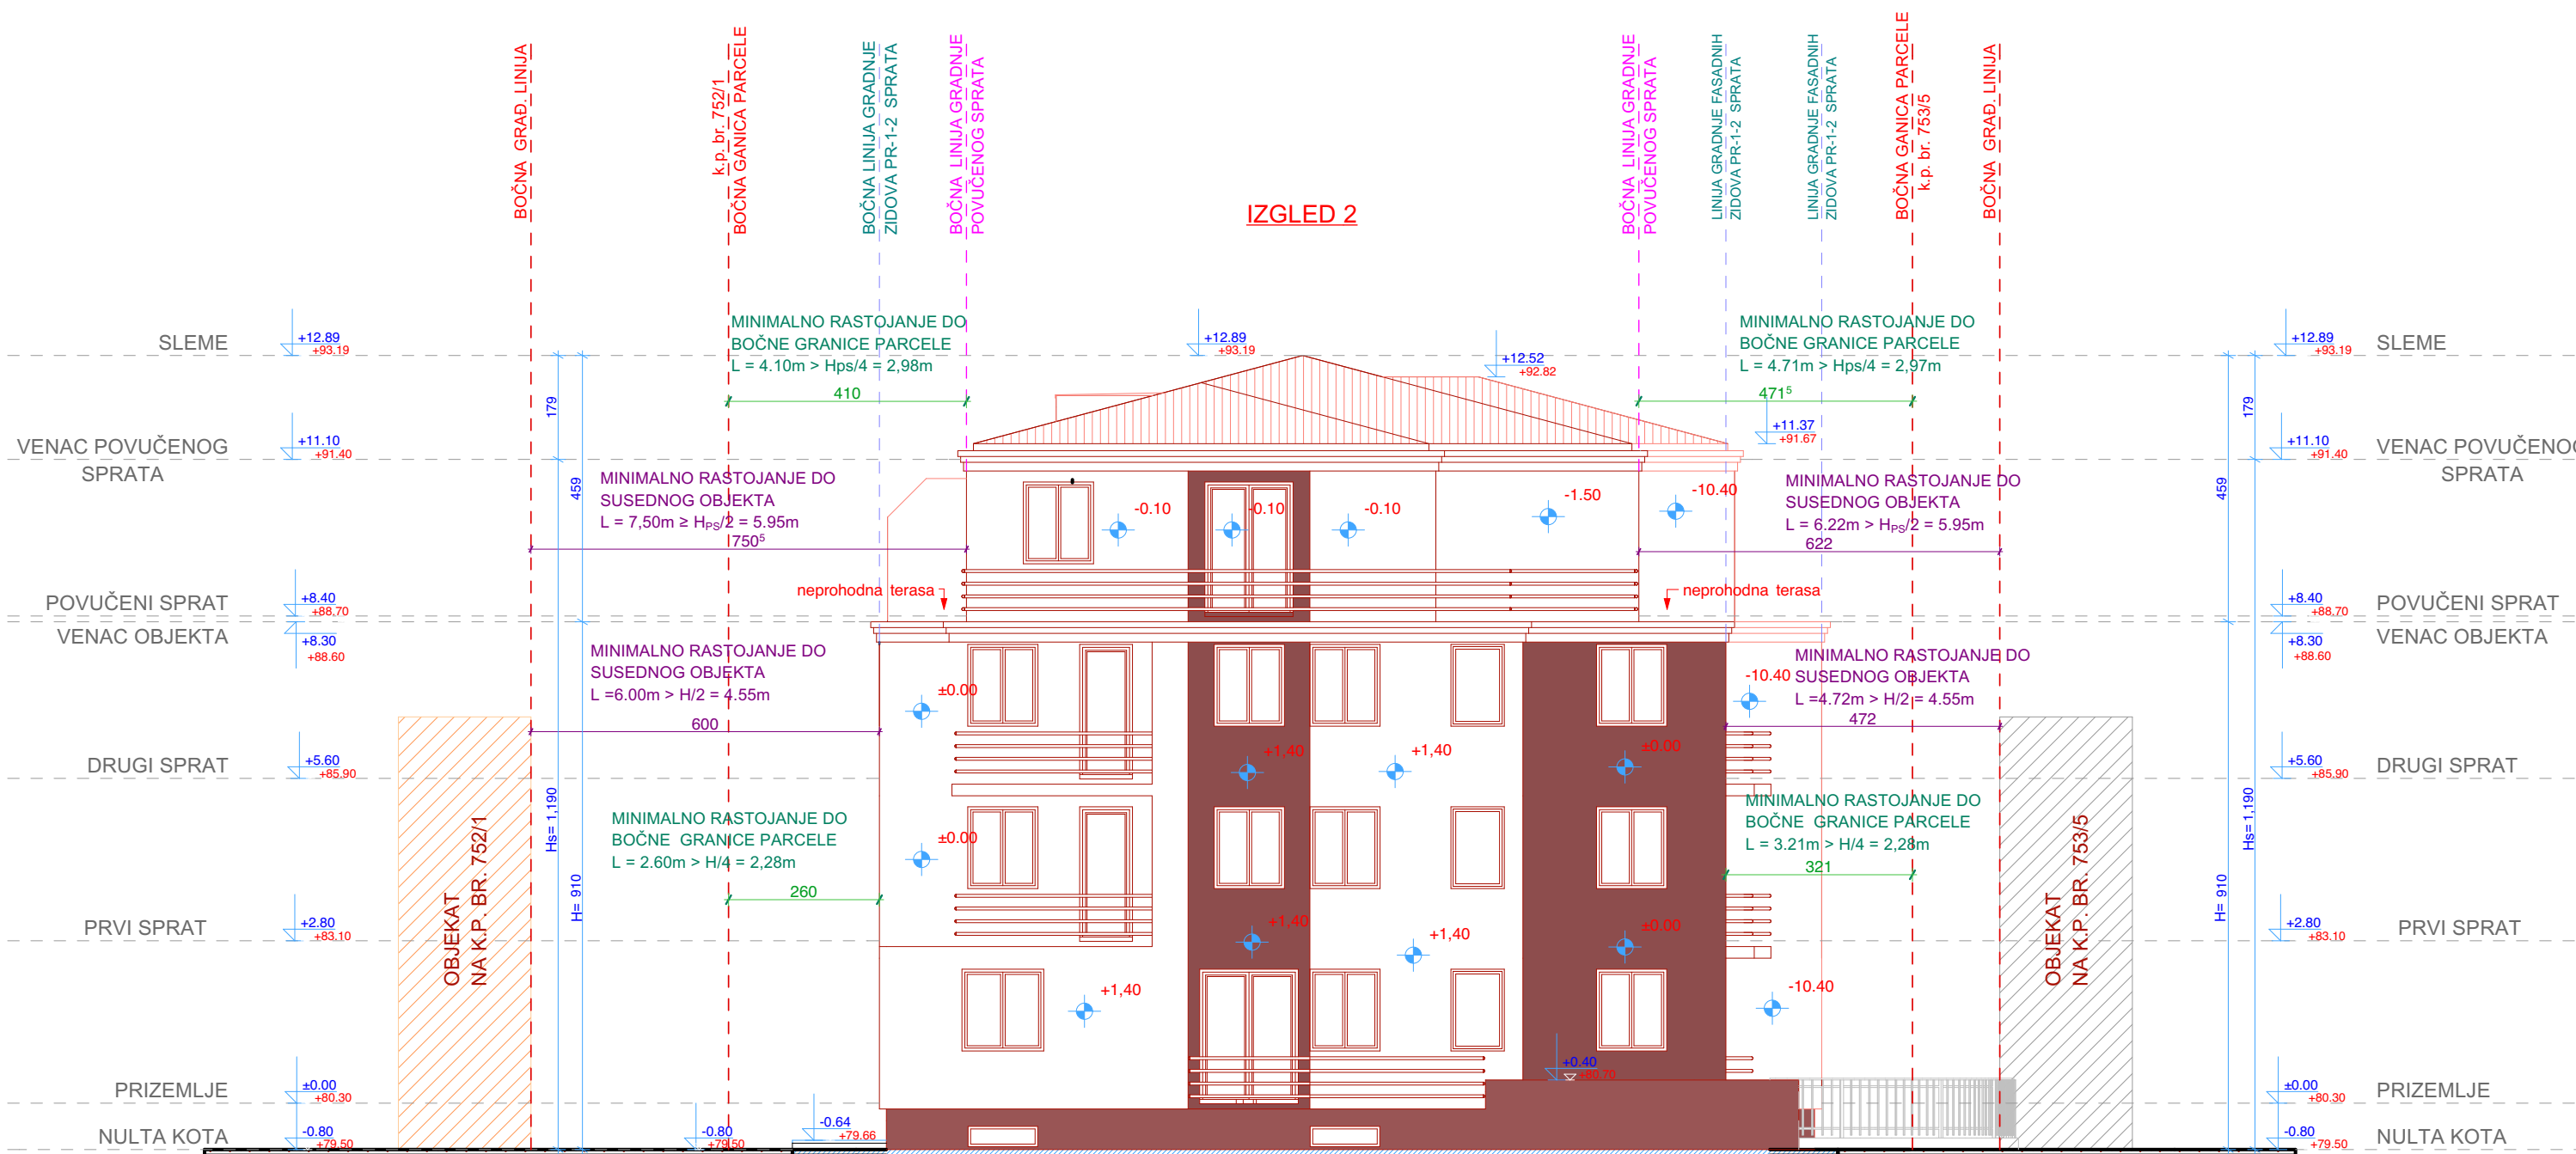 BOČNA GRAĐ. LINIJA
k.p. br. 752/1
BOČNA GANICA PARCELE
BOČNA LINIJA GRADNJE
ZIDOVA PR-1-2 SPRATA
BOČNA LINIJA GRADNJE
POVUČENOG SPRATA
IZGLED 2
BOČNA LINIJA GRADNJE
POVUČENOG SPRATA
LINIJA GRADNJE FASADNIH
ZIDOVA PR-1-2 SPRATA
LINIJA GRADNJE FASADNIH
ZIDOVA PR-1-2 SPRATA
BOČNA GANICA PARCELE
k.p. br. 753/5
BOČNA GRAĐ. LINIJA
SLEME
+12.89
+93.19
MINIMALNO RASTOJANJE DO
BOČNE GRANICE PARCELE
L = 4.10m > Hps/4 = 2,98m
410
+12.89
+93.19
+12.52
+92.82
MINIMALNO RASTOJANJE DO
BOČNE GRANICE PARCELE
L = 4.71m > Hps/4 = 2,97m
471⁵
+12.89
+93.19
SLEME
179
179
+11.37
+91.67
VENAC POVUČENOG
SPRATA
+11.10
+91.40
+11.10
+91.40
VENAC POVUČENOG
SPRATA
459
459
MINIMALNO RASTOJANJE DO
SUSEDNOG OBJEKTA
L = 7,50m ≥ HPS/2 = 5.95m
750⁵
-0.10
-0.10
-0.10
-1.50
-10.40
MINIMALNO RASTOJANJE DO
SUSEDNOG OBJEKTA
L = 6.22m > HPS/2 = 5.95m
622
neprohodna terasa
neprohodna terasa
POVUČENI SPRAT
+8.40
+88.70
+8.40
+88.70
POVUČENI SPRAT
VENAC OBJEKTA
+8.30
+88.60
+8.30
+88.60
VENAC OBJEKTA
MINIMALNO RASTOJANJE DO
SUSEDNOG OBJEKTA
L =6.00m > H/2 = 4.55m
600
±0.00
-10.40
MINIMALNO RASTOJANJE DO
SUSEDNOG OBJEKTA
L =4.72m > H/2 = 4.55m
472
DRUGI SPRAT
+5.60
+85.90
+1,40
+1,40
±0.00
+5.60
+85.90
DRUGI SPRAT
Hs= 1,190
H= 910
MINIMALNO RASTOJANJE DO
BOČNE GRANICE PARCELE
L = 2.60m > H/4 = 2,28m
260
±0.00
MINIMALNO RASTOJANJE DO
BOČNE GRANICE PARCELE
L = 3.21m > H/4 = 2,28m
321
Hs= 1,190
H= 910
OBJEKAT
NA K.P. BR. 752/1
OBJEKAT
NA K.P. BR. 753/5
PRVI SPRAT
+2.80
+83.10
+1,40
+1,40
±0.00
+2.80
+83.10
PRVI SPRAT
+1,40
-10.40
+0.40
+80.70
PRIZEMLJE
±0.00
+80.30
±0.00
+80.30
PRIZEMLJE
NULTA KOTA
-0.80
+79.50
-0.80
+79.50
-0.64
+79.66
-0.80
+79.50
NULTA KOTA